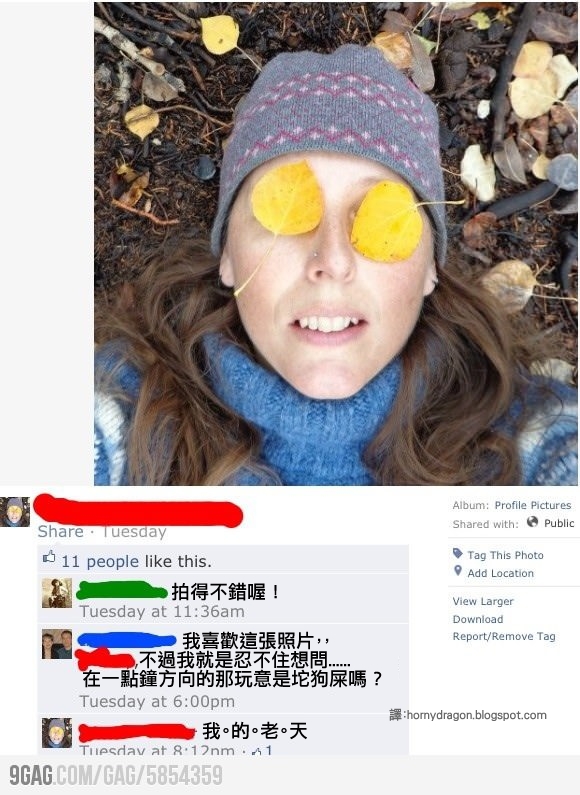 Album: Profile Pictures
Shared with: Public
Share · Tuesday
Tag This Photo
Add Location
11 people like this.
View Larger
Download
Report/Remove Tag
拍得不錯喔！
Tuesday at 11:36am
我喜歡這張照片,,
,不過我就是忍不住想問......
在一點鐘方向的那玩意是坨狗屎嗎？
Tuesday at 6:00pm
譯:hornydragon.blogspot.com
我。的。老。天
Tuesday at 8:12pm · 1
9GAG.COM/GAG/5854359